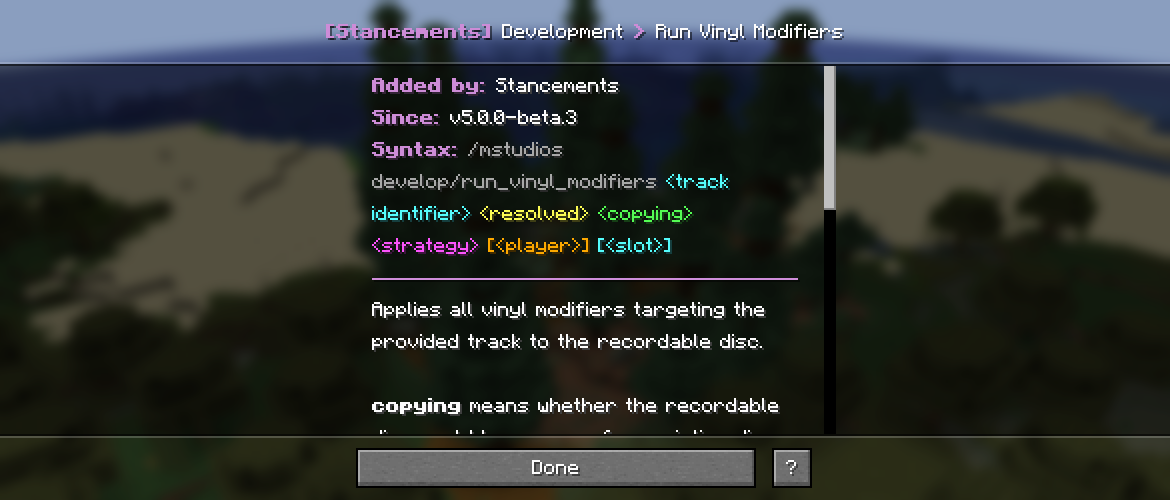 [Stancements] Development > Run Vinyl Modifiers
Added by: Stancements
Since: v5.0.0-beta.3
Syntax: /mstudios
develop/run_vinyl_modifiers <track
identifier> <resolved> <copying>
<strategy> [<player>] [<slot>]
Applies all vinyl modifiers targeting the
provided track to the recordable disc.
copying means whether the recordable
Done
?